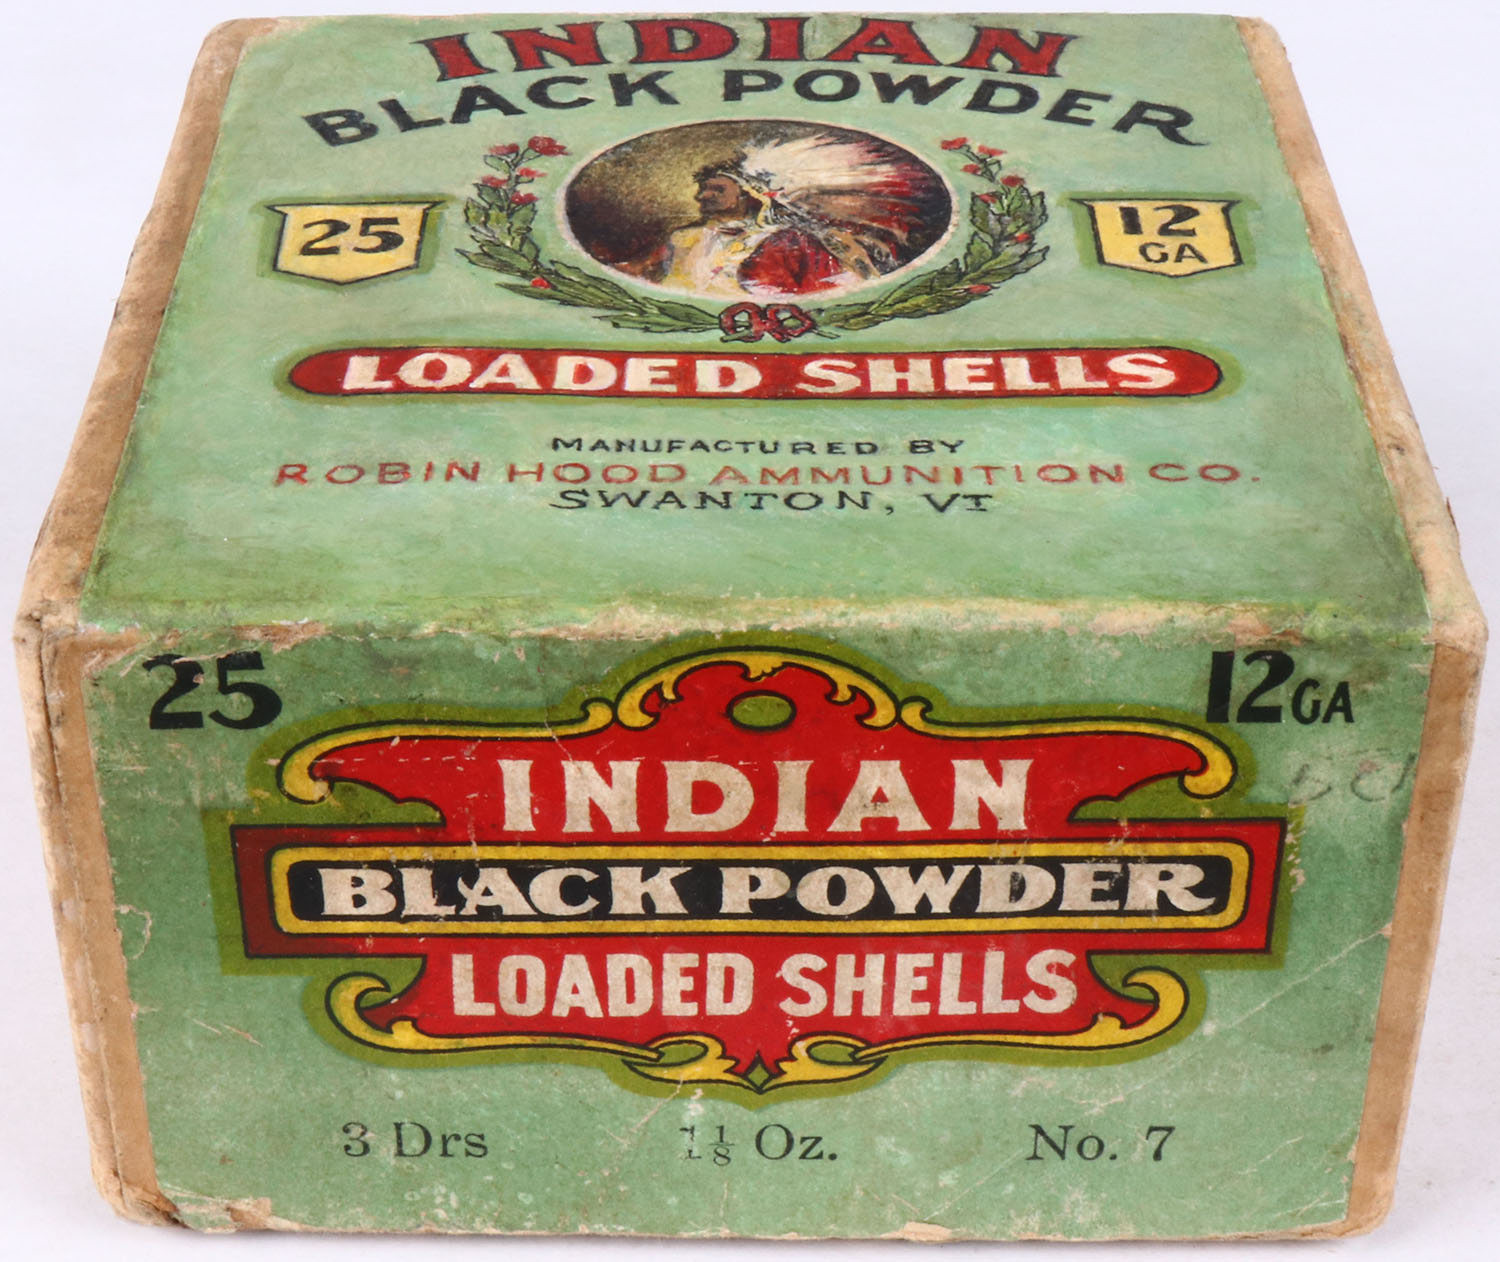 INDIAN
BLACK POWDER
25
12
GA
LOADED SHELLS
MANUFACTURED BY
ROBIN HOOD AMMUNITION CO.
SWANTON, VT
25
12GA
INDIAN
BLACK POWDER
LOADED SHELLS
3 Drs 1 1/8 Oz. No. 7